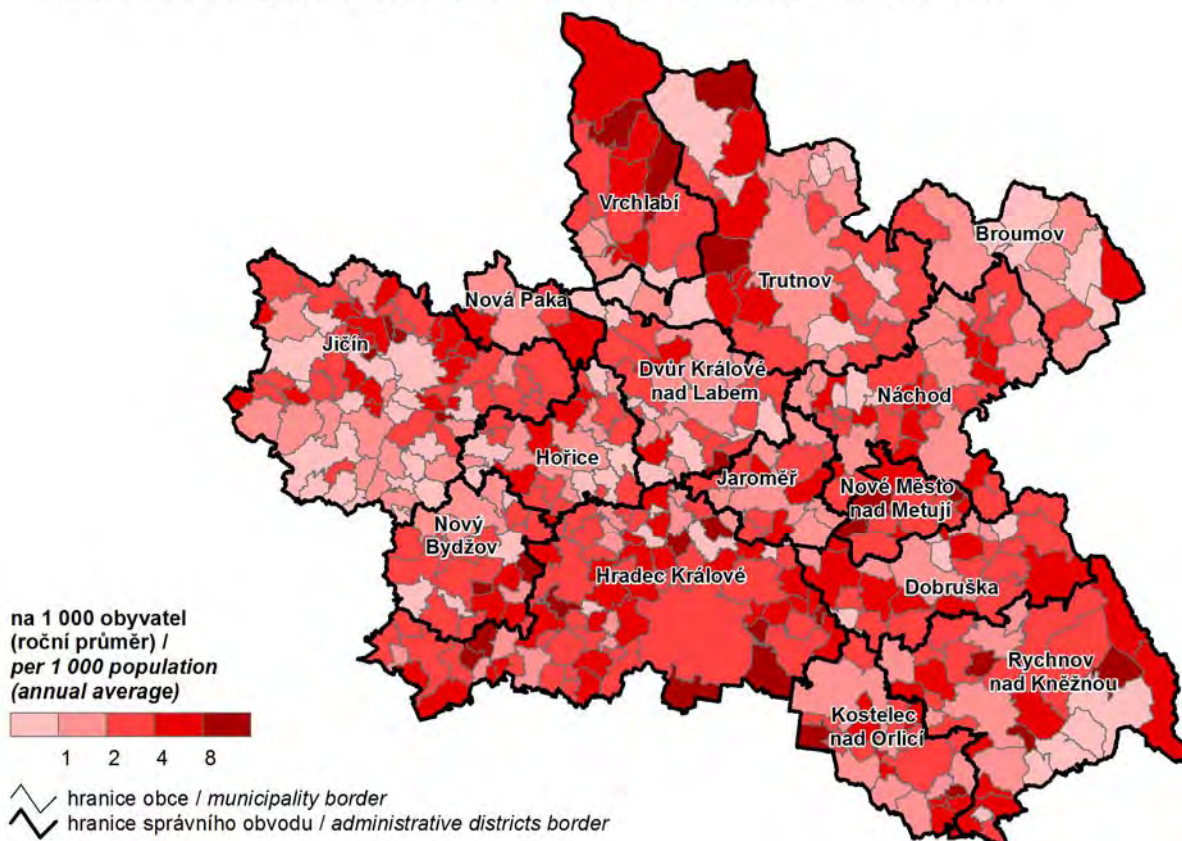 Vrchlabí
Broumov
Trutnov
Nová Paka
Jičín
Dvůr Králové
nad Labem
Náchod
Hořice
Jaroměř
Nové Město
nad Metují
Nový
Bydžov
Hradec Králové
Dobruška
Rychnov
nad Kněžnou
Kostelec
nad Orlicí
na 1 000 obyvatel
(roční průměr) /
per 1 000 population
(annual average)
1 2 4 8
hranice obce / municipality border
hranice správního obvodu / administrative districts border